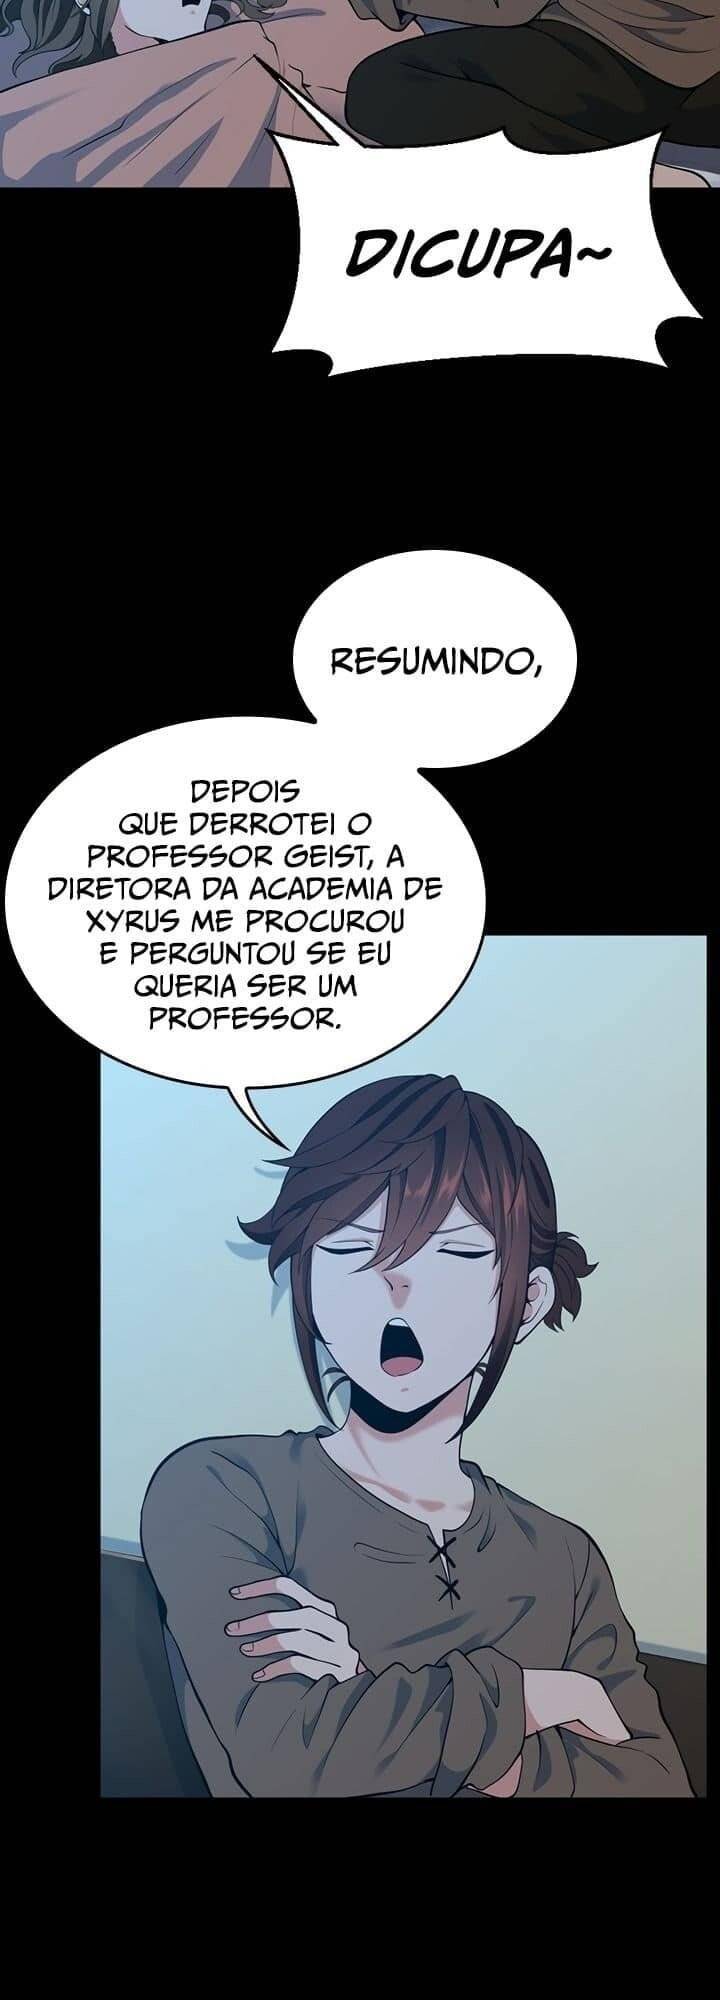 DICUPA~
RESUMINDO,
DEPOIS
QUE DERROTEI O
PROFESSOR GEIST, A
DIRETORA DA ACADEMIA DE
XYRUS ME PROCUROU
E PERGUNTOU SE EU
QUERIA SER UM
PROFESSOR.